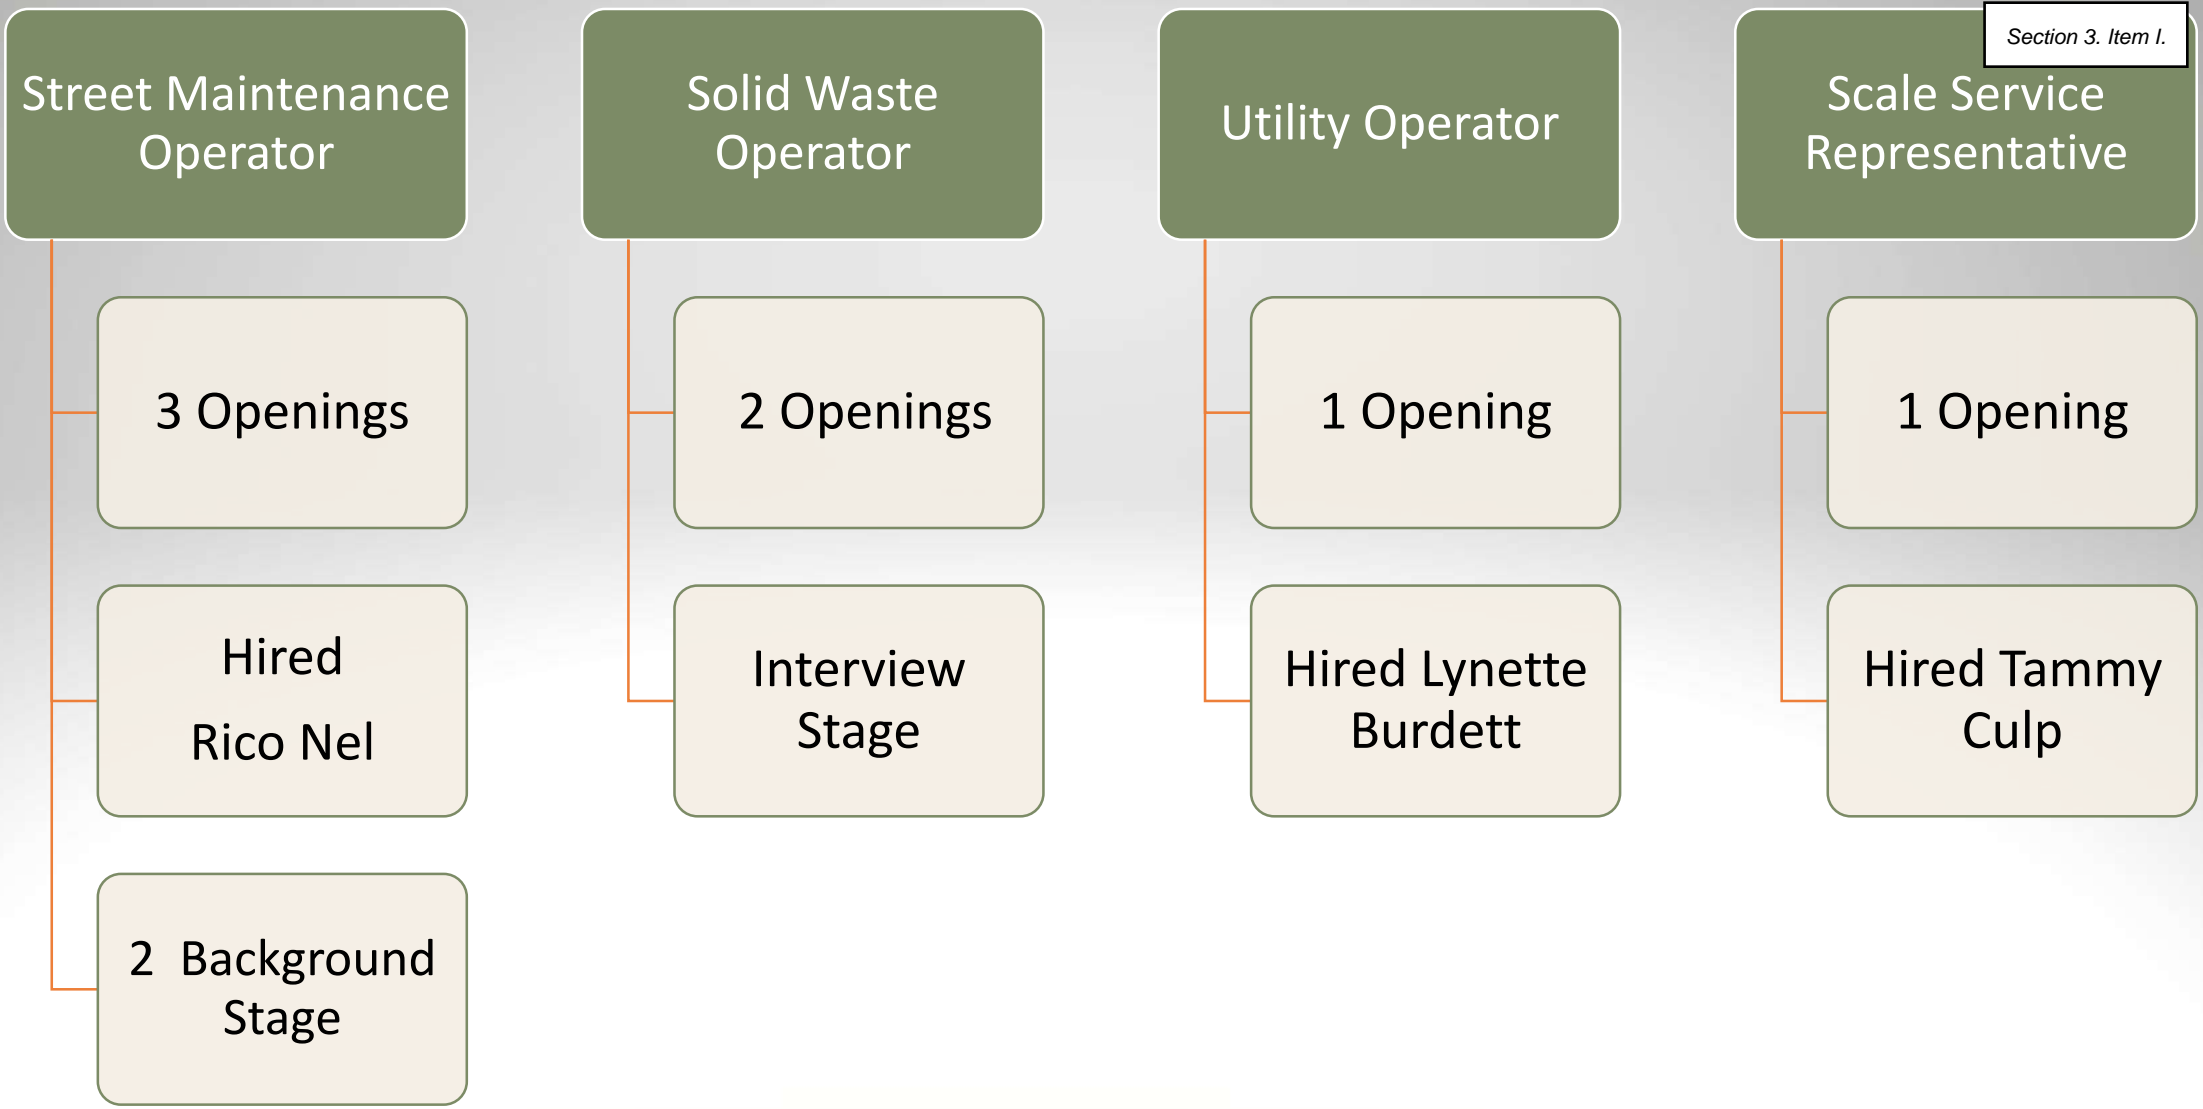 Section 3. Item I.
Street Maintenance
Operator
3 Openings
Hired
Rico Nel
2  Background
Stage
Solid Waste
Operator
2 Openings
Interview
Stage
Utility Operator
1 Opening
Hired Lynette
Burdett
Scale Service
Representative
1 Opening
Hired Tammy
Culp